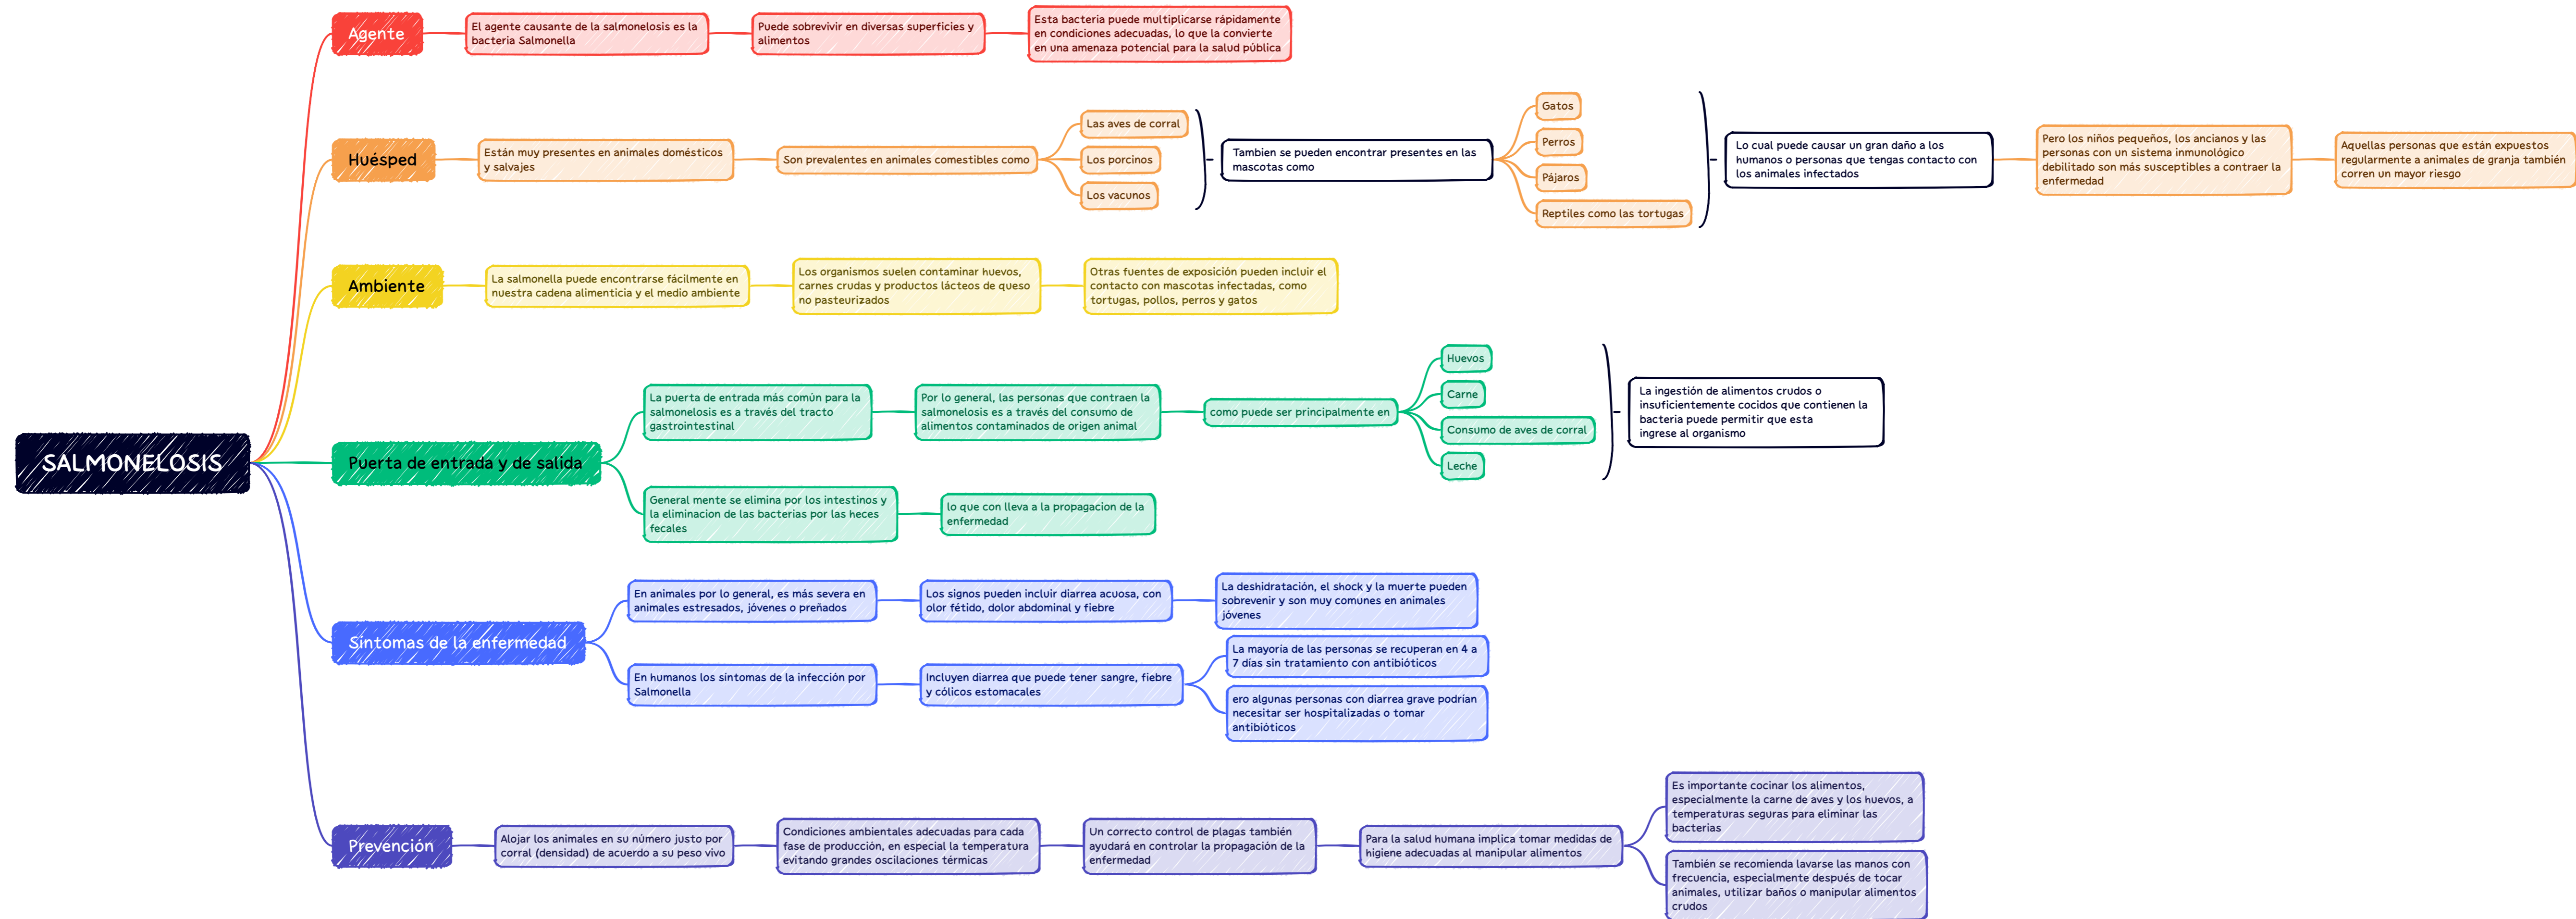 Agente
El agente causante de la salmonelosis es la
bacteria Salmonella
Puede sobrevivir en diversas superficies y
alimentos
Esta bacteria puede multiplicarse rápidamente
en condiciones adecuadas, lo que la convierte
en una amenaza potencial para la salud pública
Huésped
Están muy presentes en animales domésticos
y salvajes
Son prevalentes en animales comestibles como
Las aves de corral
Los porcinos
Los vacunos
Tambien se pueden encontrar presentes en las
mascotas como
Gatos
Perros
Pájaros
Reptiles como las tortugas
Lo cual puede causar un gran daño a los
humanos o personas que tengas contacto con
los animales infectados
Pero los niños pequeños, los ancianos y las
personas con un sistema inmunológico
debilitado son más susceptibles a contraer la
enfermedad
Aquellas personas que están expuestos
regularmente a animales de granja también
corren un mayor riesgo
Ambiente
La salmonella puede encontrarse fácilmente en
nuestra cadena alimenticia y el medio ambiente
Los organismos suelen contaminar huevos,
carnes crudas y productos lácteos de queso
no pasteurizados
Otras fuentes de exposición pueden incluir el
contacto con mascotas infectadas, como
tortugas, pollos, perros y gatos
SALMONELOSIS
Puerta de entrada y de salida
La puerta de entrada más común para la
salmonelosis es a través del tracto
gastrointestinal
Por lo general, las personas que contraen la
salmonelosis es a través del consumo de
alimentos contaminados de origen animal
como puede ser principalmente en
Huevos
Carne
Consumo de aves de corral
Leche
La ingestión de alimentos crudos o
insuficientemente cocidos que contienen la
bacteria puede permitir que esta
ingrese al organismo
General mente se elimina por los intestinos y
la eliminacion de las bacterias por las heces
fecales
lo que con lleva a la propagacion de la
enfermedad
Síntomas de la enfermedad
En animales por lo general, es más severa en
animales estresados, jóvenes o preñados
Los signos pueden incluir diarrea acuosa, con
olor fétido, dolor abdominal y fiebre
La deshidratación, el shock y la muerte pueden
sobrevenir y son muy comunes en animales
jóvenes
En humanos los síntomas de la infección por
Salmonella
Incluyen diarrea que puede tener sangre, fiebre
y cólicos estomacales
La mayoría de las personas se recuperan en 4 a
7 días sin tratamiento con antibióticos
ero algunas personas con diarrea grave podrían
necesitar ser hospitalizadas o tomar
antibióticos
Prevención
Alojar los animales en su número justo por
corral (densidad) de acuerdo a su peso vivo
Condiciones ambientales adecuadas para cada
fase de producción, en especial la temperatura
evitando grandes oscilaciones térmicas
Un correcto control de plagas también
ayudará en controlar la propagación de la
enfermedad
Para la salud humana implica tomar medidas de
higiene adecuadas al manipular alimentos
Es importante cocinar los alimentos,
especialmente la carne de aves y los huevos, a
temperaturas seguras para eliminar las
bacterias
También se recomienda lavarse las manos con
frecuencia, especialmente después de tocar
animales, utilizar baños o manipular alimentos
crudos